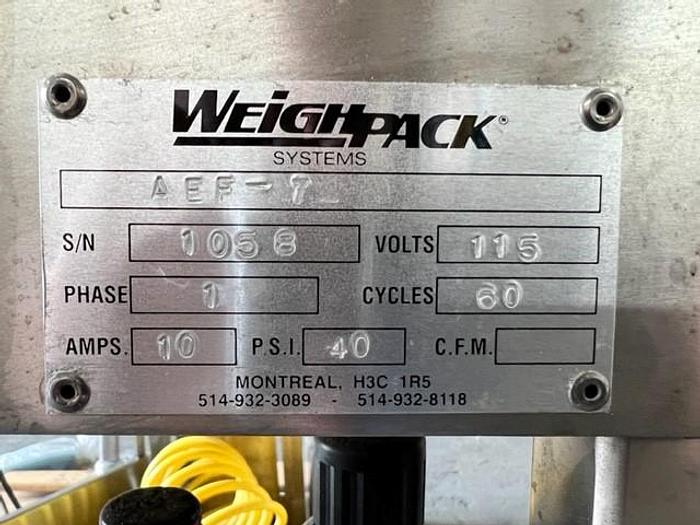 WEIGHPACK®
SYSTEMS
AEF-7
S/N 1058 VOLTS 115
PHASE 1 CYCLES 60
AMPS. 10 P.S.I. 40 C.F.M.
MONTREAL, H3C 1R5
514-932-3089 - 514-932-8118